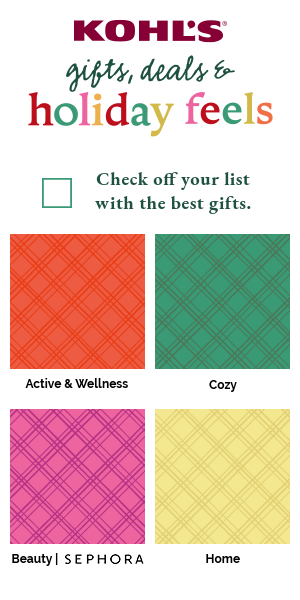 KOHL'S®
gifts, deals &
holiday feels
Check off your list
with the best gifts.
Active & Wellness
Cozy
Beauty | SEPHORA
Home